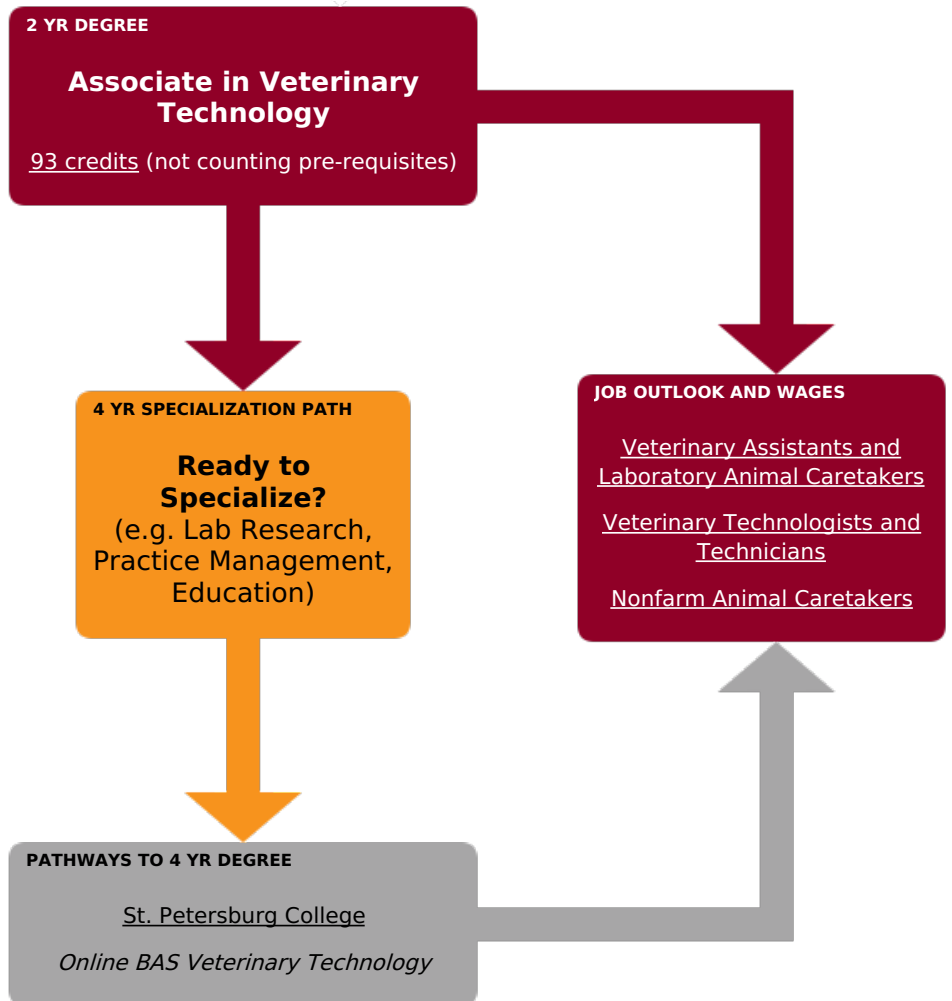 2 YR DEGREE
Associate in Veterinary
Technology
93 credits (not counting pre-requisites)
4 YR SPECIALIZATION PATH
Ready to
Specialize?
(e.g. Lab Research,
Practice Management,
Education)
JOB OUTLOOK AND WAGES
Veterinary Assistants and
Laboratory Animal Caretakers
Veterinary Technologists and
Technicians
Nonfarm Animal Caretakers
PATHWAYS TO 4 YR DEGREE
St. Petersburg College
Online BAS Veterinary Technology